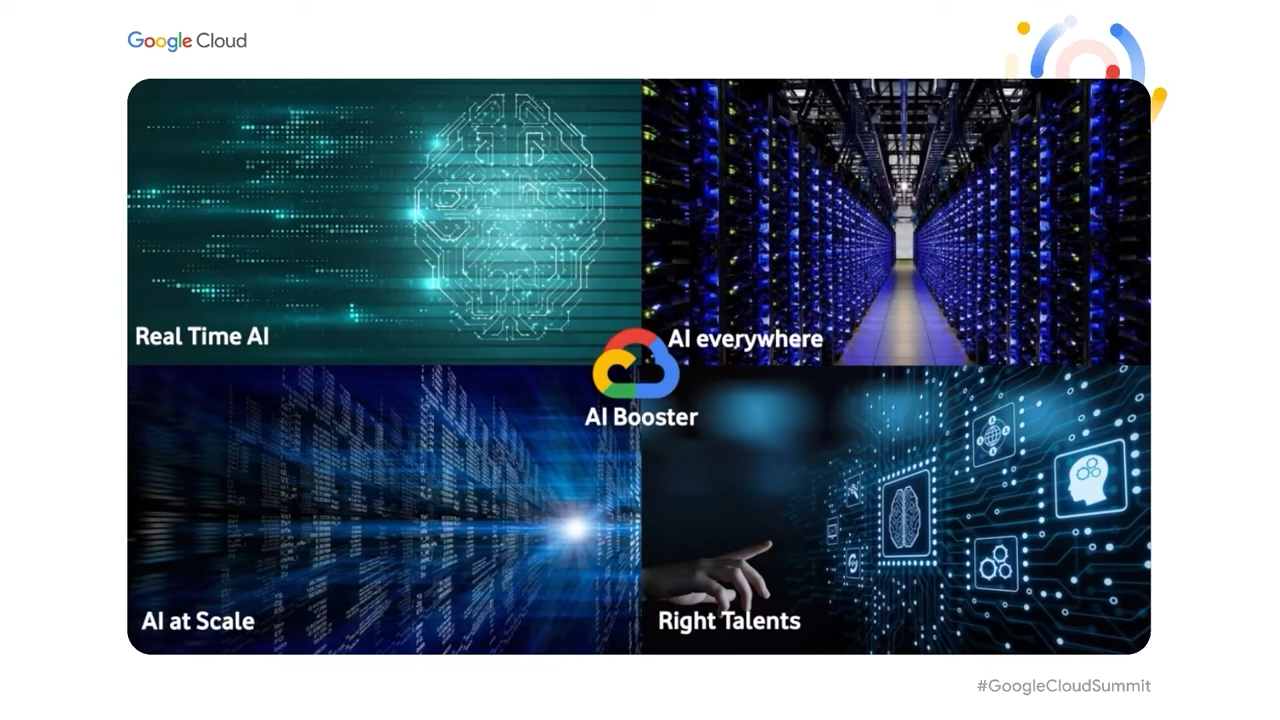 Google Cloud
Real Time AI
AI everywhere
AI Booster
AI at Scale
Right Talents
#GoogleCloudSummit